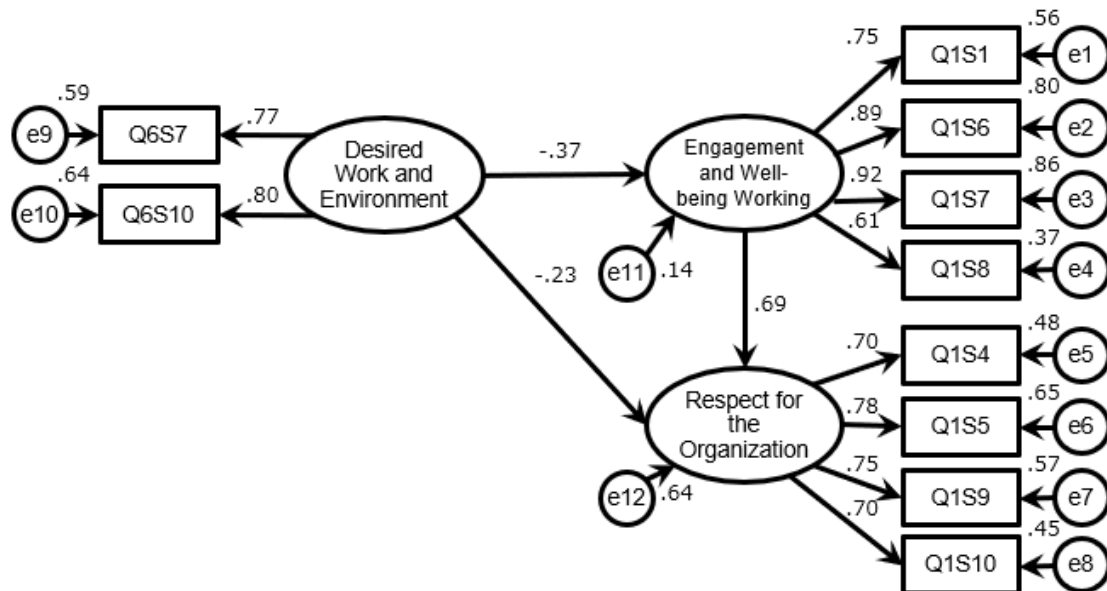 .56
.75
Q1S1
e1
.59
.80
.77
.89
e9
Q6S7
Desired
Work and
Environment
-.37
Engagement
and Well-
being Working
Q1S6
e2
.64
.86
.80
.92
e10
Q6S10
Q1S7
e3
.61
.37
-.23
e11
.14
Q1S8
e4
.69
.48
.70
Q1S4
e5
.65
Respect for
the
Organization
.78
Q1S5
e6
.75
.57
e12
.64
Q1S9
e7
.70
.45
Q1S10
e8